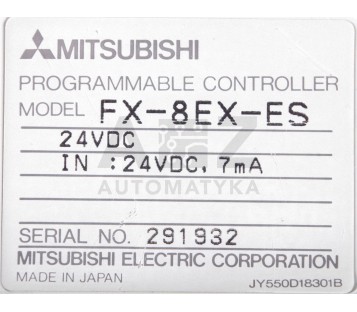 MITSUBISHI
PROGRAMMABLE CONTROLLER
MODEL FX-8EX-ES
24VDC
IN :24VDC, 7mA
AUTOMATYKA
SERIAL NO. 291932
MITSUBISHI ELECTRIC CORPORATION
MADE IN JAPAN JY550D18301B